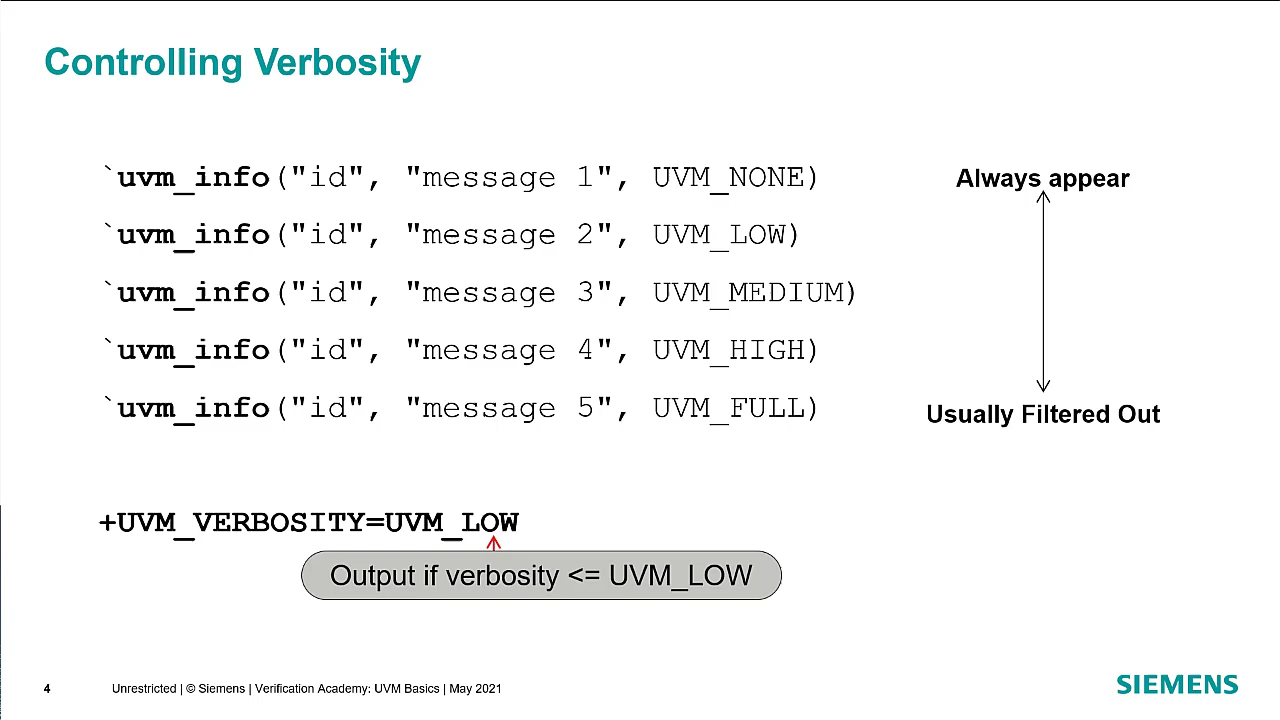 Controlling Verbosity
`uvm_info("id", "message 1", UVM_NONE)
Always appear
`uvm_info("id", "message 2", UVM_LOW)
`uvm_info("id", "message 3", UVM_MEDIUM)
`uvm_info("id", "message 4", UVM_HIGH)
`uvm_info("id", "message 5", UVM_FULL)
Usually Filtered Out
+UVM_VERBOSITY=UVM_LOW
Output if verbosity <= UVM_LOW
4
Unrestricted | © Siemens | Verification Academy: UVM Basics | May 2021
SIEMENS